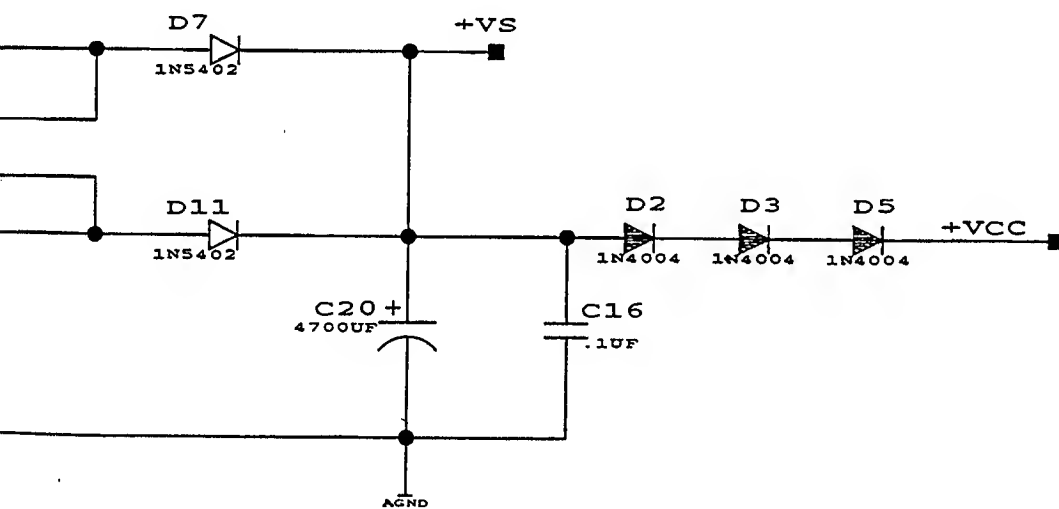 D7
+VS
1N5402
D11
1N5402
D2
D3
D5
+VCC
1N4004
1N4004
1N4004
C20 +
4700UF
C16
.1UF
AGND